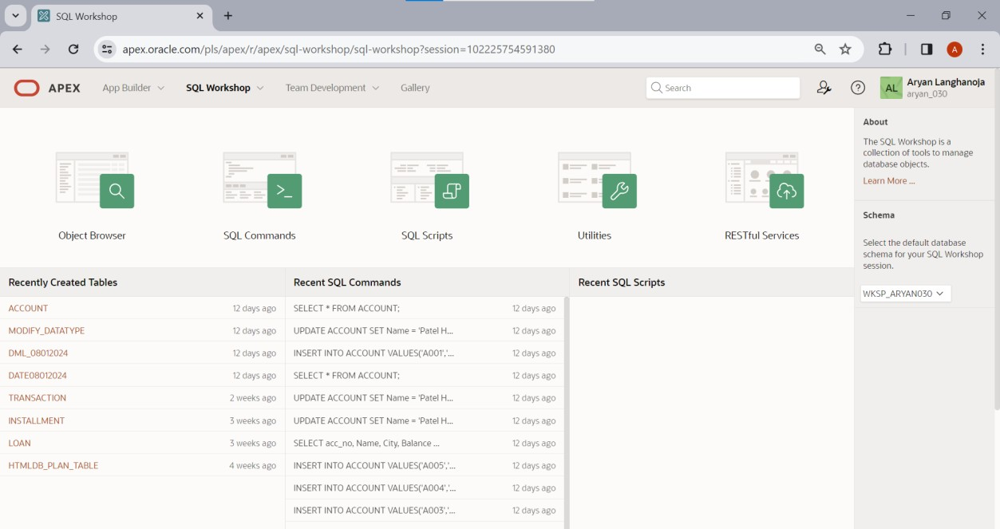 SQL Workshop
apex.oracle.com/pls/apex/r/apex/sql-workshop/sql-workshop?session=102225754591380
A
APEX
App Builder
SQL Workshop
Team Development
Gallery
Search
AL
Aryan Langhanoja
aryan_030
Object Browser
SQL Commands
SQL Scripts
Utilities
RESTful Services
About
The SQL Workshop is a
collection of tools to manage
database objects.
Learn More ...
Schema
Select the default database
schema for your SQL Workshop
session.
WKSP_ARYAN030
Recently Created Tables
ACCOUNT 12 days ago
MODIFY_DATATYPE 12 days ago
DML_08012024 12 days ago
DATE08012024 12 days ago
TRANSACTION 2 weeks ago
INSTALLMENT 3 weeks ago
LOAN 3 weeks ago
HTMLDB_PLAN_TABLE 4 weeks ago
Recent SQL Commands
SELECT * FROM ACCOUNT; 12 days ago
UPDATE ACCOUNT SET Name = 'Patel H... 12 days ago
INSERT INTO ACCOUNT VALUES('A001','... 12 days ago
SELECT * FROM ACCOUNT; 12 days ago
UPDATE ACCOUNT SET Name = 'Patel H... 12 days ago
UPDATE ACCOUNT SET Name = 'Patel H... 12 days ago
SELECT acc_no, Name, City, Balance ... 12 days ago
INSERT INTO ACCOUNT VALUES('A005','... 12 days ago
INSERT INTO ACCOUNT VALUES('A004','... 12 days ago
INSERT INTO ACCOUNT VALUES('A003','... 12 days ago
Recent SQL Scripts